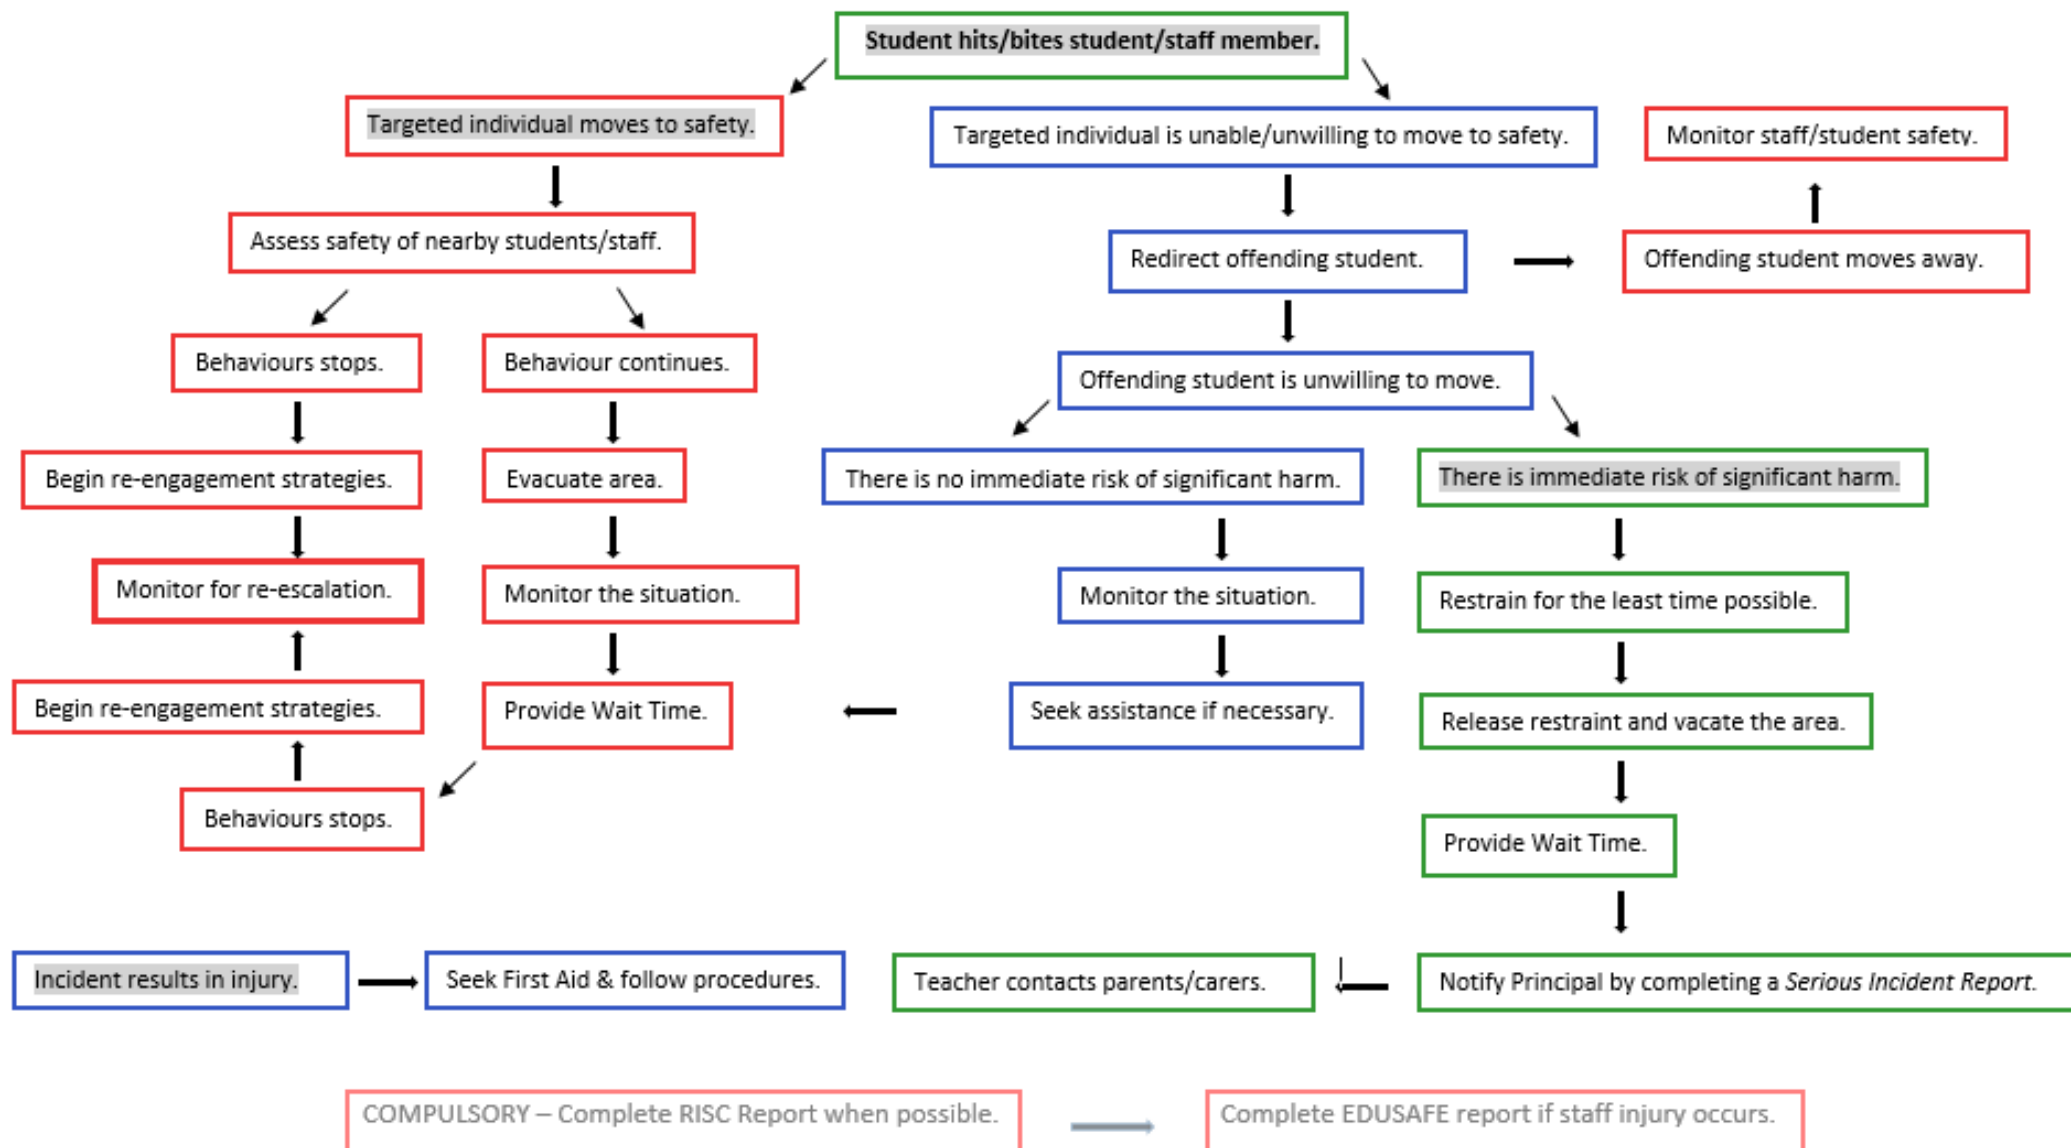 Student hits/bites student/staff member.
Targeted individual moves to safety.
Targeted individual is unable/unwilling to move to safety.
Monitor staff/student safety.
Assess safety of nearby students/staff.
Redirect offending student.
Offending student moves away.
Behaviours stops.
Behaviour continues.
Offending student is unwilling to move.
Begin re-engagement strategies.
Evacuate area.
There is no immediate risk of significant harm.
There is immediate risk of significant harm.
Monitor for re-escalation.
Monitor the situation.
Monitor the situation.
Restrain for the least time possible.
Begin re-engagement strategies.
Provide Wait Time.
Seek assistance if necessary.
Release restraint and vacate the area.
Behaviours stops.
Provide Wait Time.
Incident results in injury.
Seek First Aid & follow procedures.
Teacher contacts parents/carers.
Notify Principal by completing a Serious Incident Report.
COMPULSORY – Complete RISC Report when possible.
Complete EDUSAFE report if staff injury occurs.